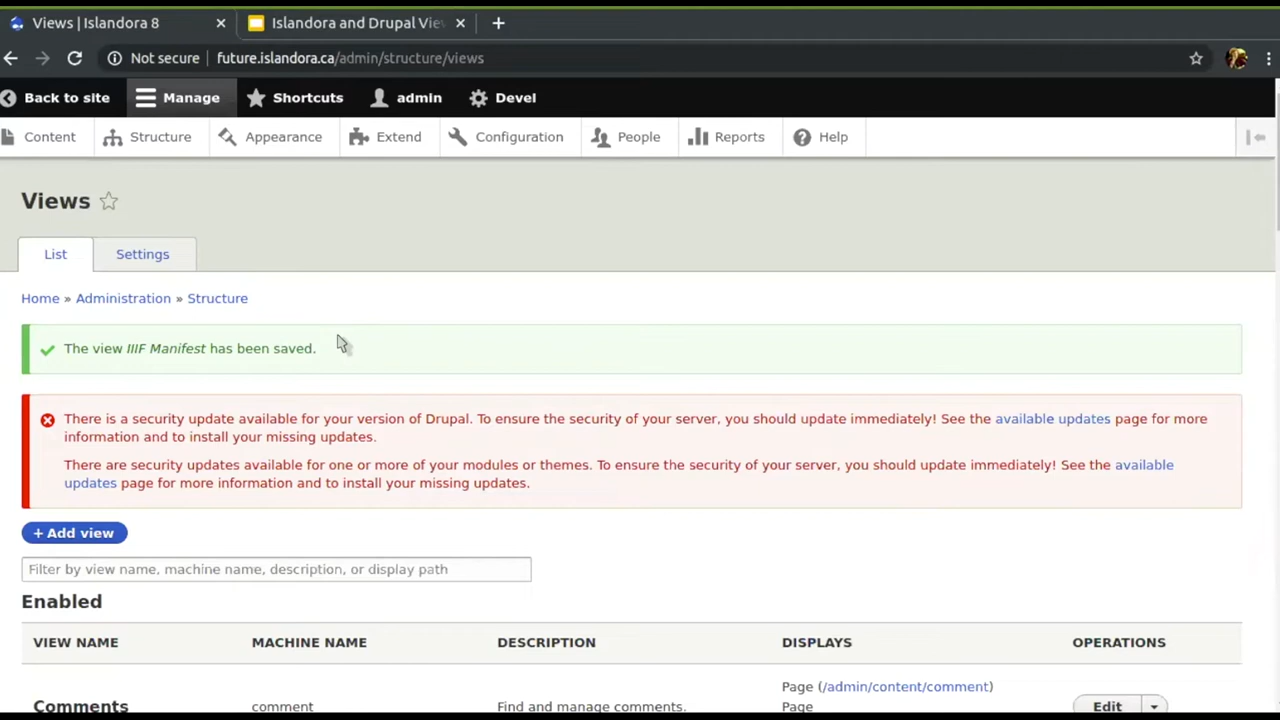 Views | Islandora 8
Islandora and Drupal View
Not secure
future.islandora.ca/admin/structure/views
Back to site
Manage
Shortcuts
admin
Devel
Content
Structure
Appearance
Extend
Configuration
People
Reports
Help
Views
List
Settings
Home » Administration » Structure
The view IIIF Manifest has been saved.
There is a security update available for your version of Drupal. To ensure the security of your server, you should update immediately! See the available updates page for more
information and to install your missing updates.
There are security updates available for one or more of your modules or themes. To ensure the security of your server, you should update immediately! See the available
updates page for more information and to install your missing updates.
+ Add view
Filter by view name, machine name, description, or display path
Enabled
VIEW NAME
MACHINE NAME
DESCRIPTION
DISPLAYS
OPERATIONS
Page (/admin/content/comment)
Comments
comment
Find and manage comments.
Page
Edit